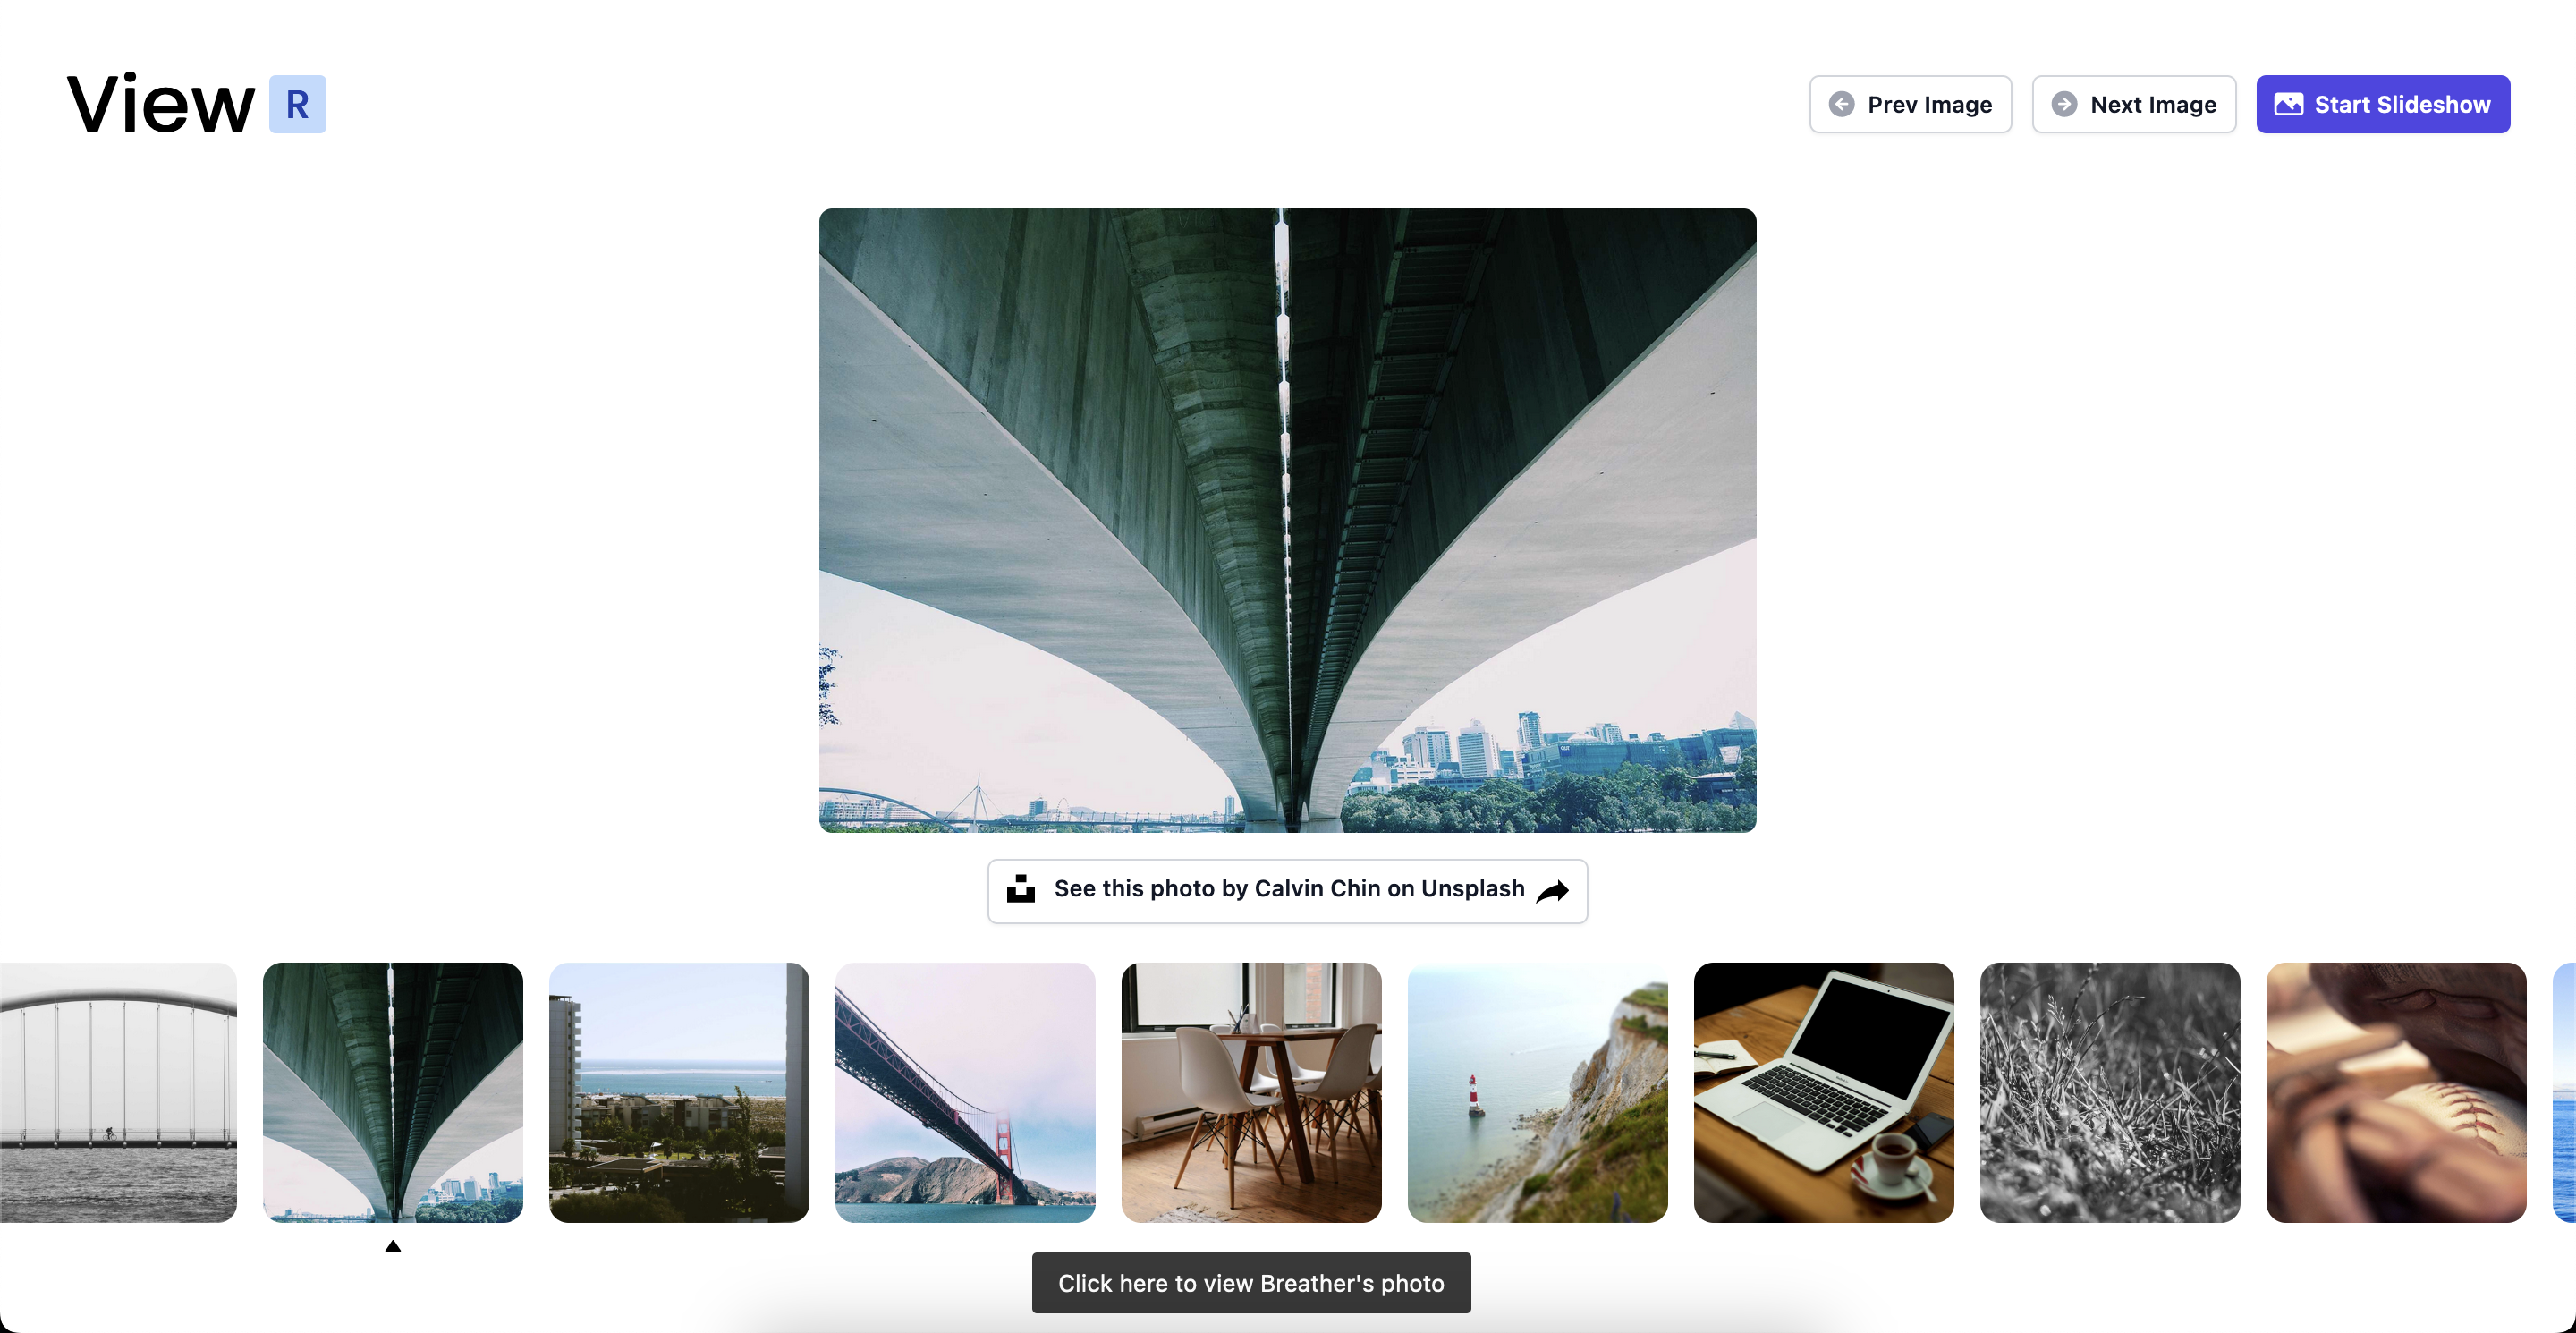 View R
Prev Image
Next Image
Start Slideshow
QUT
See this photo by Calvin Chin on Unsplash
Click here to view Breather's photo